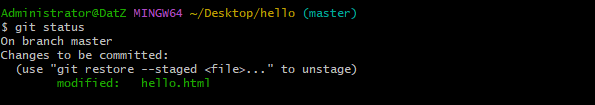 Administrator@DatZ MINGW64 ~/Desktop/hello (master)
$ git status
On branch master
Changes to be committed:
  (use "git restore --staged <file>..." to unstage)
        modified:   hello.html